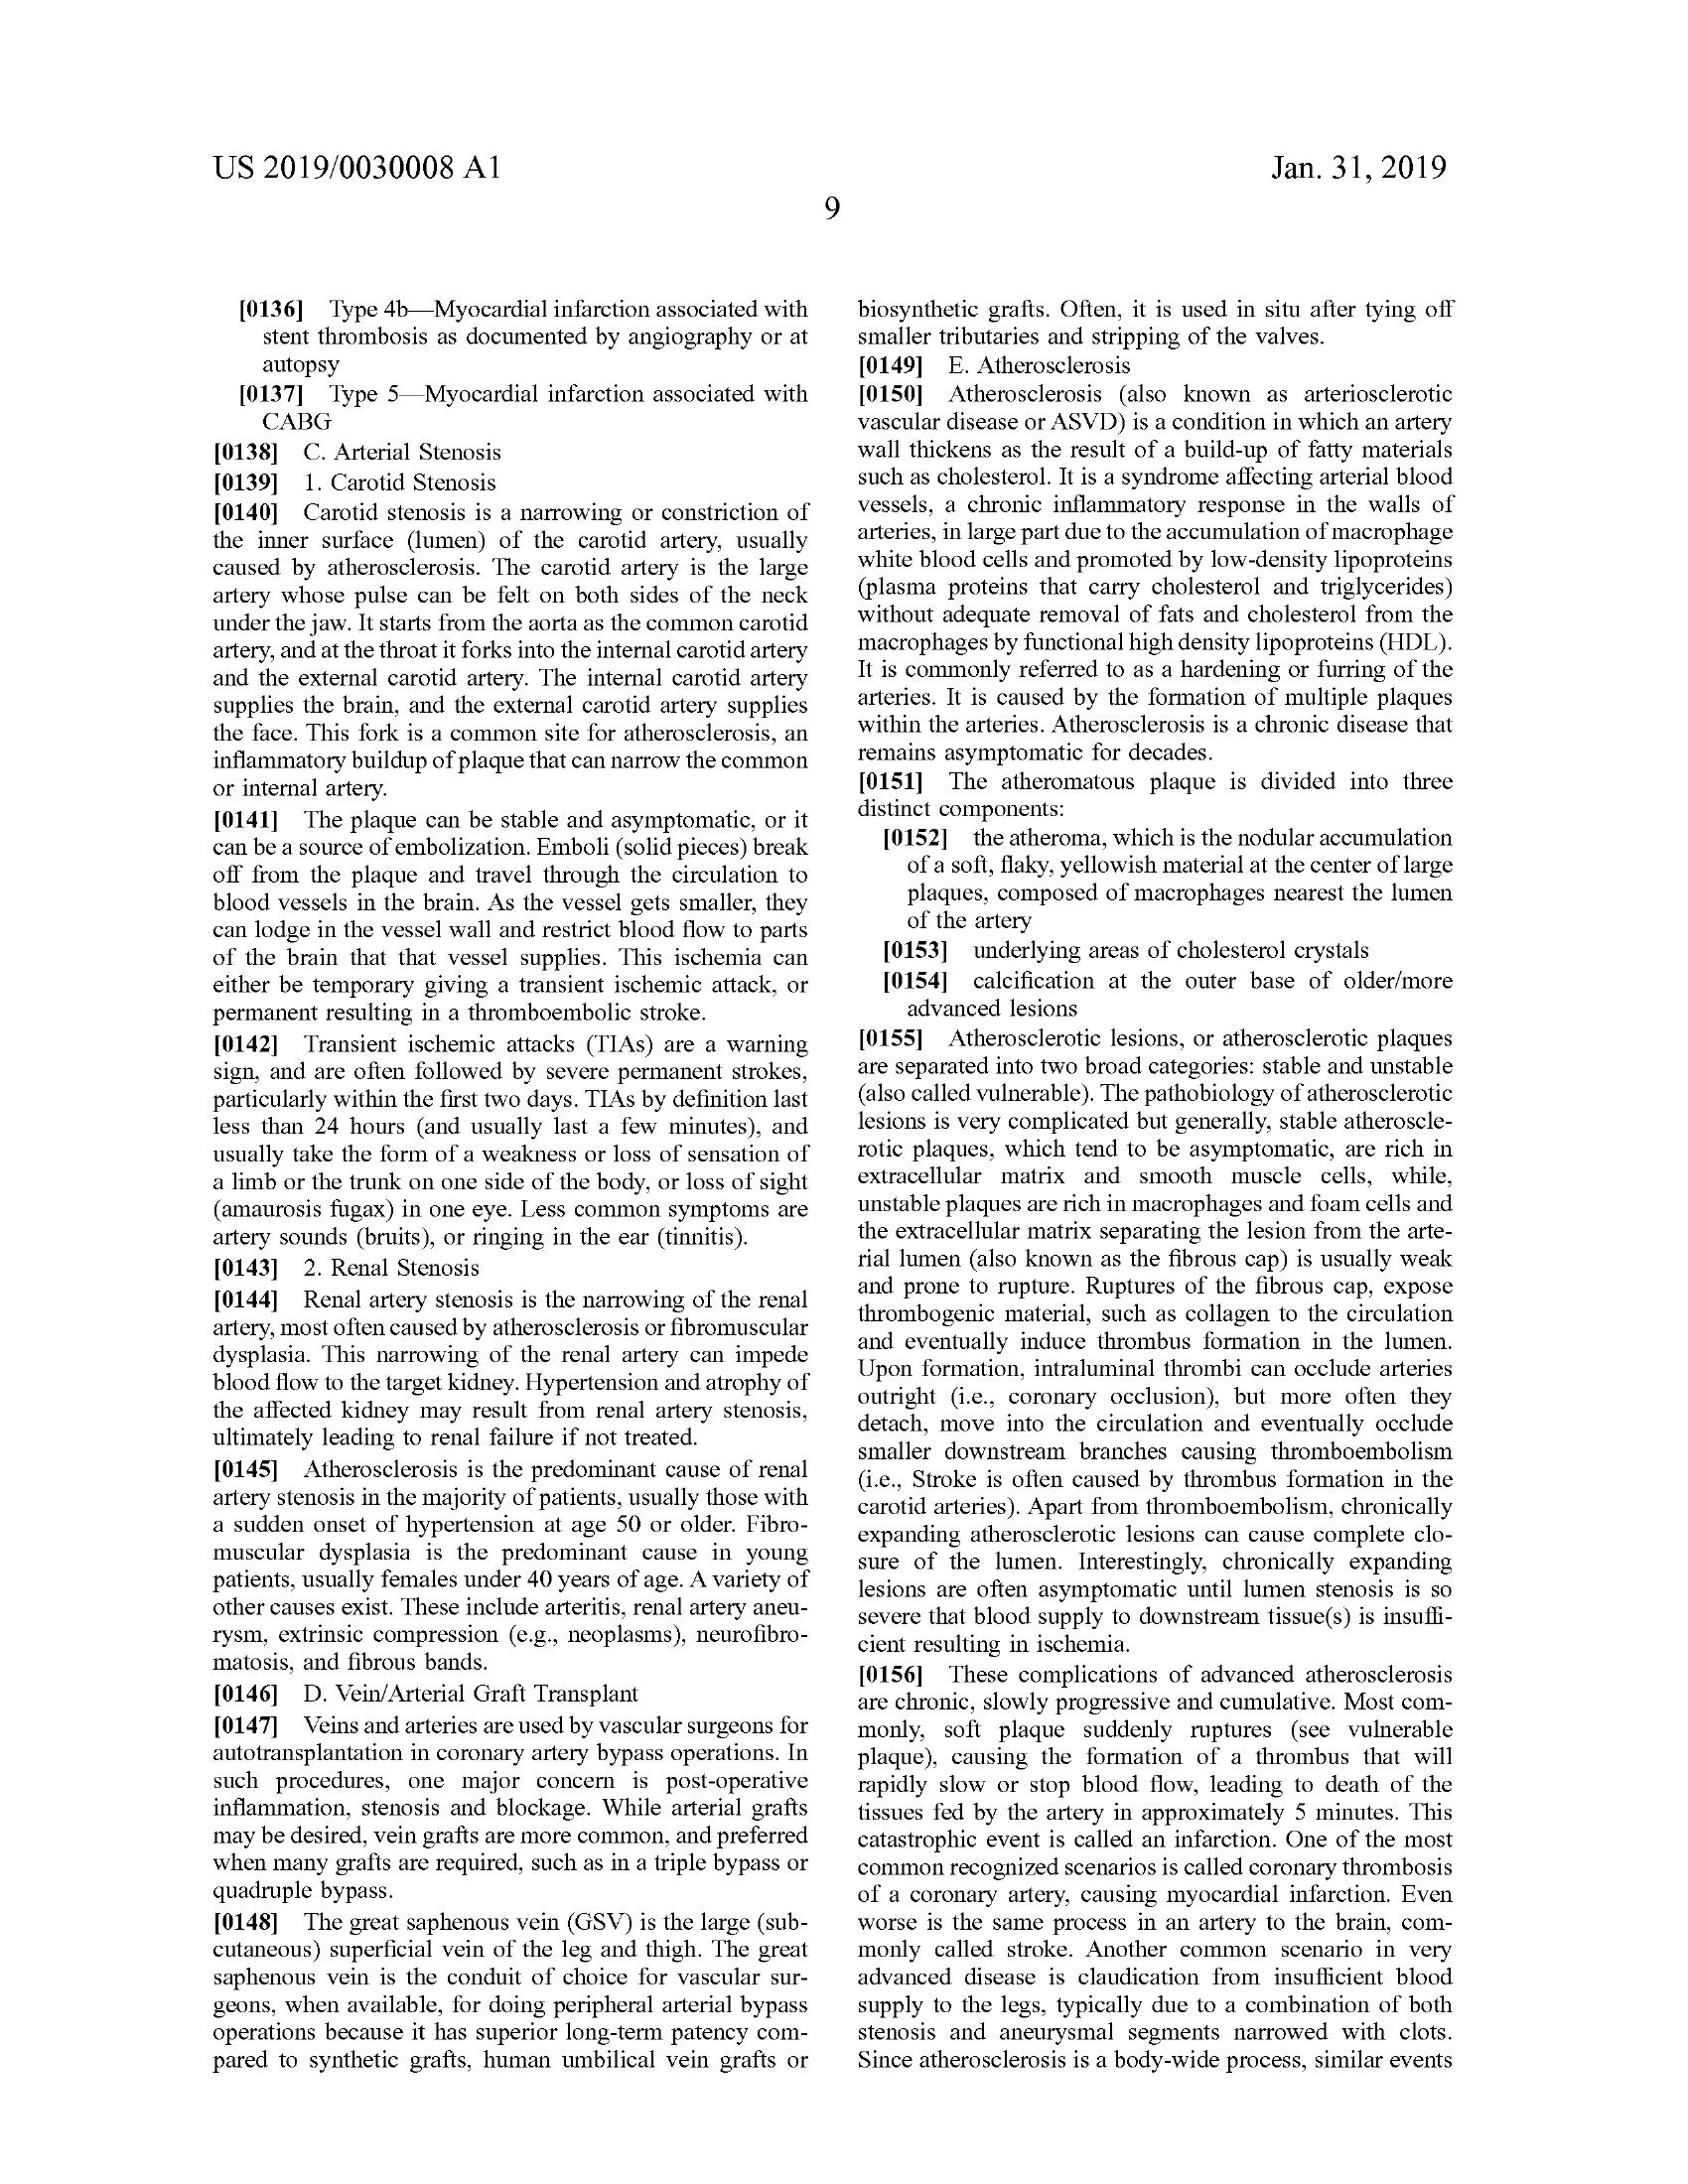 US 2019/0030008 A1
Jan. 31, 2019
9
[0136] Type 4b—Myocardial infarction associated with
stent thrombosis as documented by angiography or at
autopsy
[0137] Type 5—Myocardial infarction associated with
CABG
[0138] C. Arterial Stenosis
[0139] 1. Carotid Stenosis
[0140] Carotid stenosis is a narrowing or constriction of
the inner surface (lumen) of the carotid artery, usually
caused by atherosclerosis. The carotid artery is the large
artery whose pulse can be felt on both sides of the neck
under the jaw. It starts from the aorta as the common carotid
artery, and at the throat it forks into the internal carotid artery
and the external carotid artery. The internal carotid artery
supplies the brain, and the external carotid artery supplies
the face. This fork is a common site for atherosclerosis, an
inflammatory buildup of plaque that can narrow the common
or internal artery.
[0141] The plaque can be stable and asymptomatic, or it
can be a source of embolization. Emboli (solid pieces) break
off from the plaque and travel through the circulation to
blood vessels in the brain. As the vessel gets smaller, they
can lodge in the vessel wall and restrict blood flow to parts
of the brain that that vessel supplies. This ischemia can
either be temporary giving a transient ischemic attack, or
permanent resulting in a thromboembolic stroke.
[0142] Transient ischemic attacks (TIAs) are a warning
sign, and are often followed by severe permanent strokes,
particularly within the first two days. TIAs by definition last
less than 24 hours (and usually last a few minutes), and
usually take the form of a weakness or loss of sensation of
a limb or the trunk on one side of the body, or loss of sight
(amaurosis fugax) in one eye. Less common symptoms are
artery sounds (bruits), or ringing in the ear (tinnitis).
[0143] 2. Renal Stenosis
[0144] Renal artery stenosis is the narrowing of the renal
artery, most often caused by atherosclerosis or fibromuscular
dysplasia. This narrowing of the renal artery can impede
blood flow to the target kidney. Hypertension and atrophy of
the affected kidney may result from renal artery stenosis,
ultimately leading to renal failure if not treated.
[0145] Atherosclerosis is the predominant cause of renal
artery stenosis in the majority of patients, usually those with
a sudden onset of hypertension at age 50 or older. Fibro-
muscular dysplasia is the predominant cause in young
patients, usually females under 40 years of age. A variety of
other causes exist. These include arteritis, renal artery aneu-
rysm, extrinsic compression (e.g., neoplasms), neurofibro-
matosis, and fibrous bands.
[0146] D. Vein/Arterial Graft Transplant
[0147] Veins and arteries are used by vascular surgeons for
autotransplantation in coronary artery bypass operations. In
such procedures, one major concern is post-operative
inflammation, stenosis and blockage. While arterial grafts
may be desired, vein grafts are more common, and preferred
when many grafts are required, such as in a triple bypass or
quadruple bypass.
[0148] The great saphenous vein (GSV) is the large (sub-
cutaneous) superficial vein of the leg and thigh. The great
saphenous vein is the conduit of choice for vascular sur-
geons, when available, for doing peripheral arterial bypass
operations because it has superior long-term patency com-
pared to synthetic grafts, human umbilical vein grafts or
biosynthetic grafts. Often, it is used in situ after tying off
smaller tributaries and stripping of the valves.
[0149] E. Atherosclerosis
[0150] Atherosclerosis (also known as arteriosclerotic
vascular disease or ASVD) is a condition in which an artery
wall thickens as the result of a build-up of fatty materials
such as cholesterol. It is a syndrome affecting arterial blood
vessels, a chronic inflammatory response in the walls of
arteries, in large part due to the accumulation of macrophage
white blood cells and promoted by low-density lipoproteins
(plasma proteins that carry cholesterol and triglycerides)
without adequate removal of fats and cholesterol from the
macrophages by functional high density lipoproteins (HDL).
It is commonly referred to as a hardening or furring of the
arteries. It is caused by the formation of multiple plaques
within the arteries. Atherosclerosis is a chronic disease that
remains asymptomatic for decades.
[0151] The atheromatous plaque is divided into three
distinct components:
[0152] the atheroma, which is the nodular accumulation
of a soft, flaky, yellowish material at the center of large
plaques, composed of macrophages nearest the lumen
of the artery
[0153] underlying areas of cholesterol crystals
[0154] calcification at the outer base of older/more
advanced lesions
[0155] Atherosclerotic lesions, or atherosclerotic plaques
are separated into two broad categories: stable and unstable
(also called vulnerable). The pathobiology of atherosclerotic
lesions is very complicated but generally, stable atheroscle-
rotic plaques, which tend to be asymptomatic, are rich in
extracellular matrix and smooth muscle cells, while,
unstable plaques are rich in macrophages and foam cells and
the extracellular matrix separating the lesion from the arte-
rial lumen (also known as the fibrous cap) is usually weak
and prone to rupture. Ruptures of the fibrous cap, expose
thrombogenic material, such as collagen to the circulation
and eventually induce thrombus formation in the lumen.
Upon formation, intraluminal thrombi can occlude arteries
outright (i.e., coronary occlusion), but more often they
detach, move into the circulation and eventually occlude
smaller downstream branches causing thromboembolism
(i.e., Stroke is often caused by thrombus formation in the
carotid arteries). Apart from thromboembolism, chronically
expanding atherosclerotic lesions can cause complete clo-
sure of the lumen. Interestingly, chronically expanding
lesions are often asymptomatic until lumen stenosis is so
severe that blood supply to downstream tissue(s) is insuffi-
cient resulting in ischemia.
[0156] These complications of advanced atherosclerosis
are chronic, slowly progressive and cumulative. Most com-
monly, soft plaque suddenly ruptures (see vulnerable
plaque), causing the formation of a thrombus that will
rapidly slow or stop blood flow, leading to death of the
tissues fed by the artery in approximately 5 minutes. This
catastrophic event is called an infarction. One of the most
common recognized scenarios is called coronary thrombosis
of a coronary artery, causing myocardial infarction. Even
worse is the same process in an artery to the brain, com-
monly called stroke. Another common scenario in very
advanced disease is claudication from insufficient blood
supply to the legs, typically due to a combination of both
stenosis and aneurysmal segments narrowed with clots.
Since atherosclerosis is a body-wide process, similar events